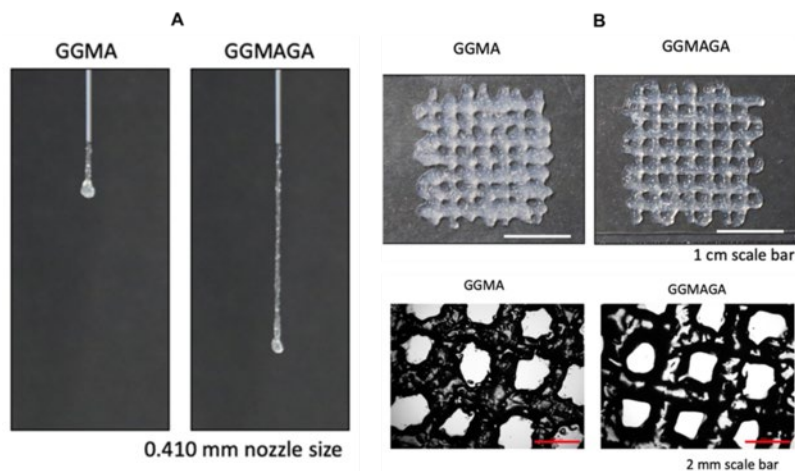 A
GGMA
GGMAGA
0.410 mm nozzle size
B
GGMA
GGMAGA
1 cm scale bar
GGMA
GGMAGA
2 mm scale bar